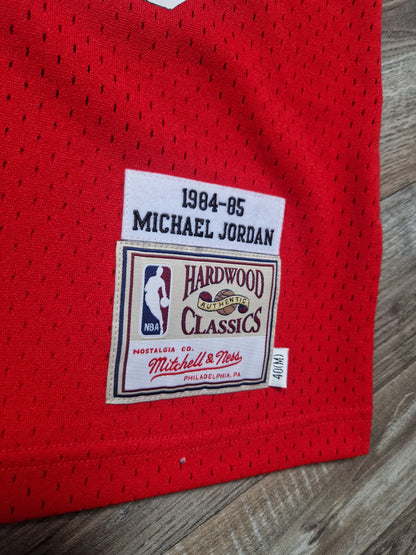 1984-85
MICHAEL JORDAN
HARDWOOD
AUTHENTIC
CLASSICS
NBA
NOSTALGIA CO.
Mitchell & Ness
PHILADELPHIA, PA
40(M)